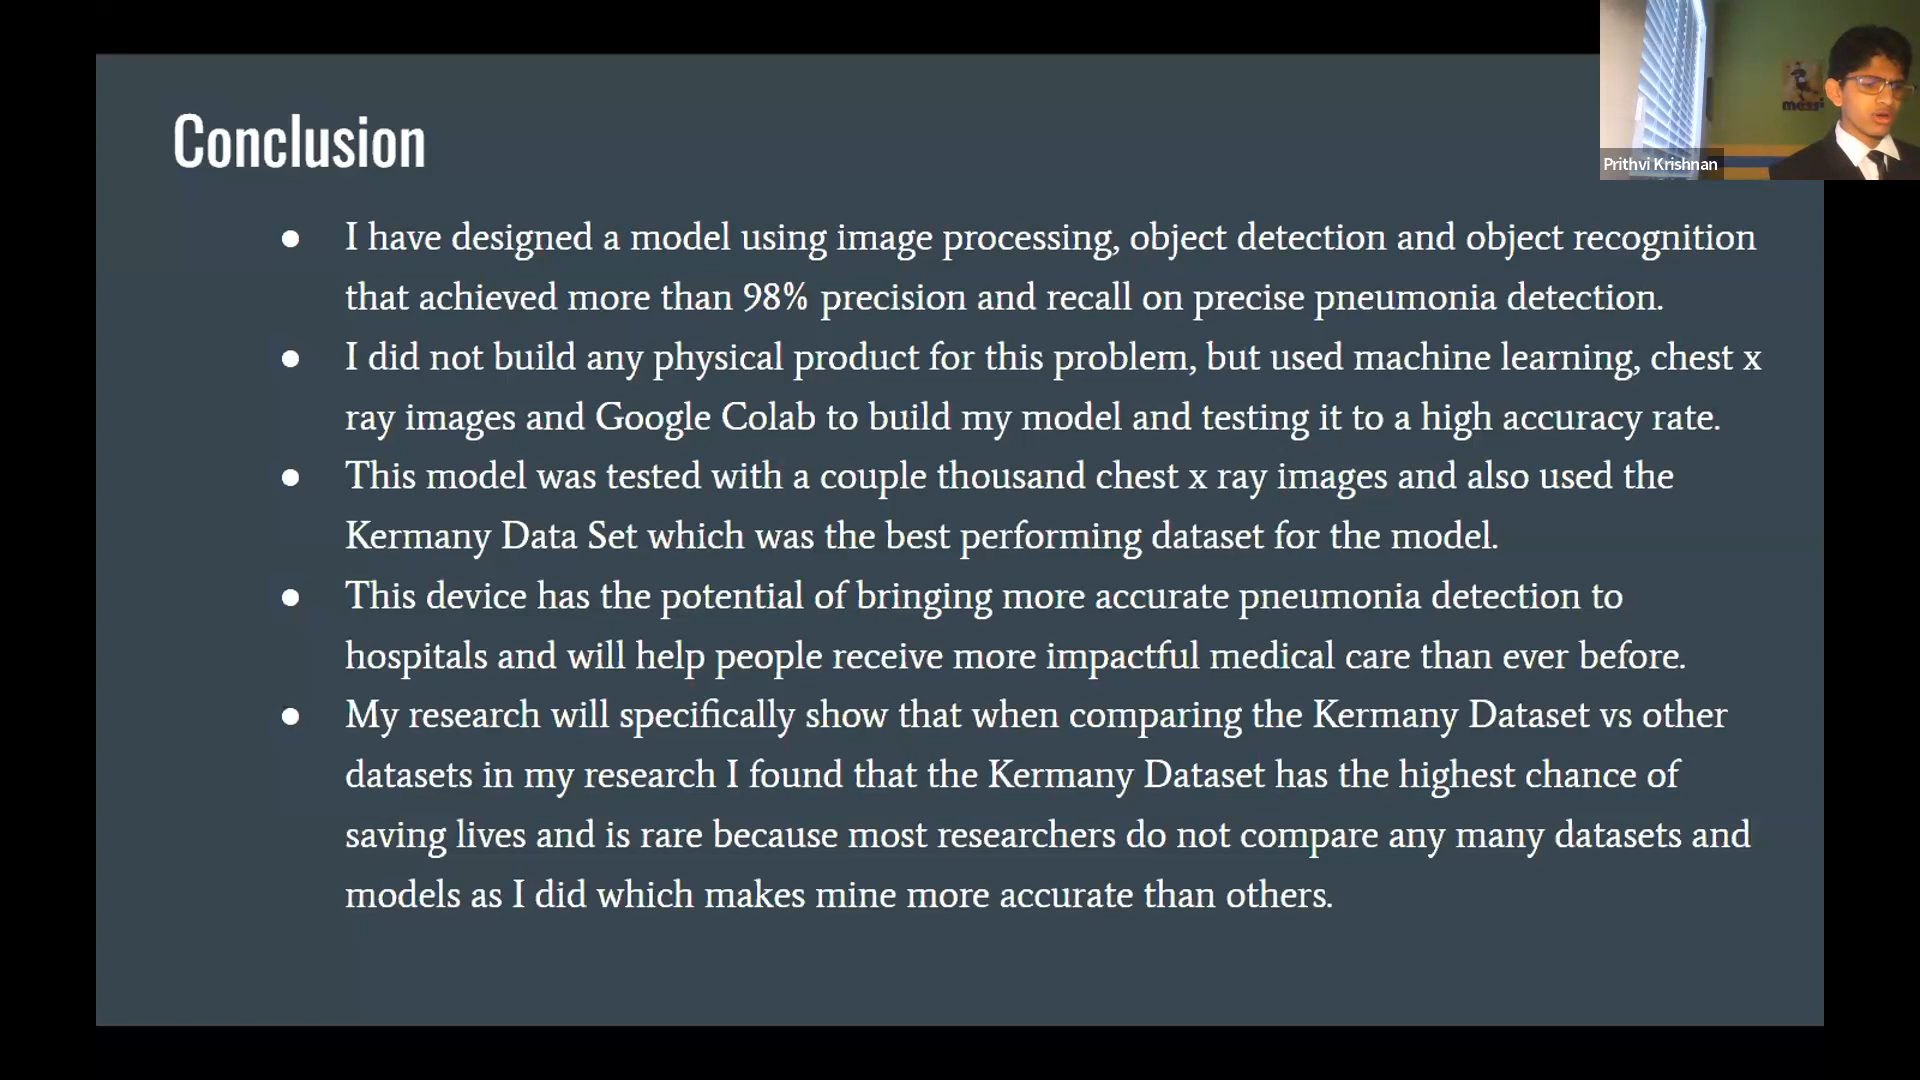 Conclusion
● I have designed a model using image processing, object detection and object recognition
that achieved more than 98% precision and recall on precise pneumonia detection.
● I did not build any physical product for this problem, but used machine learning, chest x
ray images and Google Colab to build my model and testing it to a high accuracy rate.
● This model was tested with a couple thousand chest x ray images and also used the
Kermany Data Set which was the best performing dataset for the model.
● This device has the potential of bringing more accurate pneumonia detection to
hospitals and will help people receive more impactful medical care than ever before.
● My research will specifically show that when comparing the Kermany Dataset vs other
datasets in my research I found that the Kermany Dataset has the highest chance of
saving lives and is rare because most researchers do not compare any many datasets and
models as I did which makes mine more accurate than others.
messi
Prithvi Krishnan